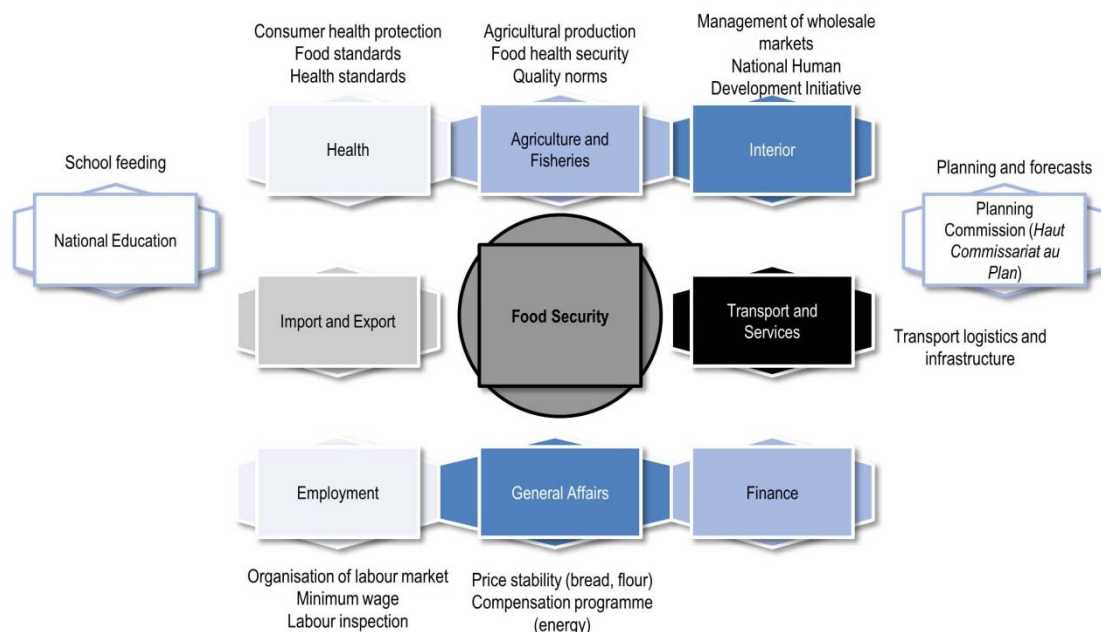 Consumer health protection
Food standards
Health standards
Agricultural production
Food health security
Quality norms
Management of wholesale
markets
National Human
Development Initiative
Health
Agriculture and
Fisheries
Interior
School feeding
National Education
Planning and forecasts
Planning
Commission (Haut
Commissariat au
Plan)
Import and Export
Food Security
Transport and
Services
Transport logistics and
infrastructure
Employment
General Affairs
Finance
Organisation of labour market
Minimum wage
Labour inspection
Price stability (bread, flour)
Compensation programme
(energy)